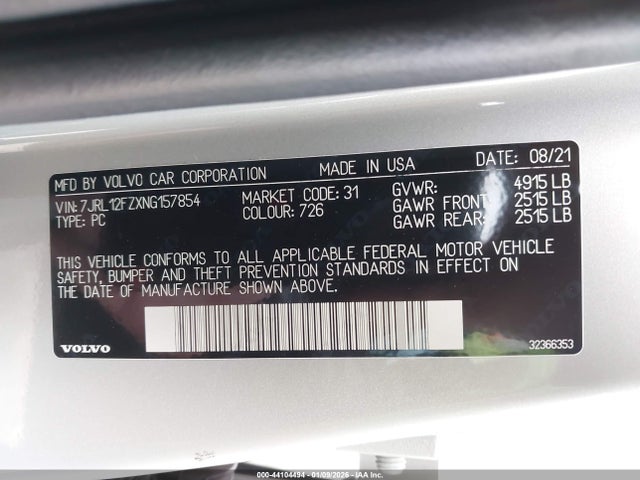 MFD BY VOLVO CAR CORPORATION MADE IN USA DATE: 08/21
VIN: 7JRL12FZXNG157854 MARKET CODE: 31 GVWR: 4915 LB
TYPE: PC COLOUR: 726 GAWR FRONT: 2515 LB
GAWR REAR: 2515 LB
THIS VEHICLE CONFORMS TO ALL APPLICABLE FEDERAL MOTOR VEHICLE
SAFETY, BUMPER AND THEFT PREVENTION STANDARDS IN EFFECT ON
THE DATE OF MANUFACTURE SHOWN ABOVE.
VOLVO 32366353
000-44104494 - 01/09/2026 - IAA Inc.